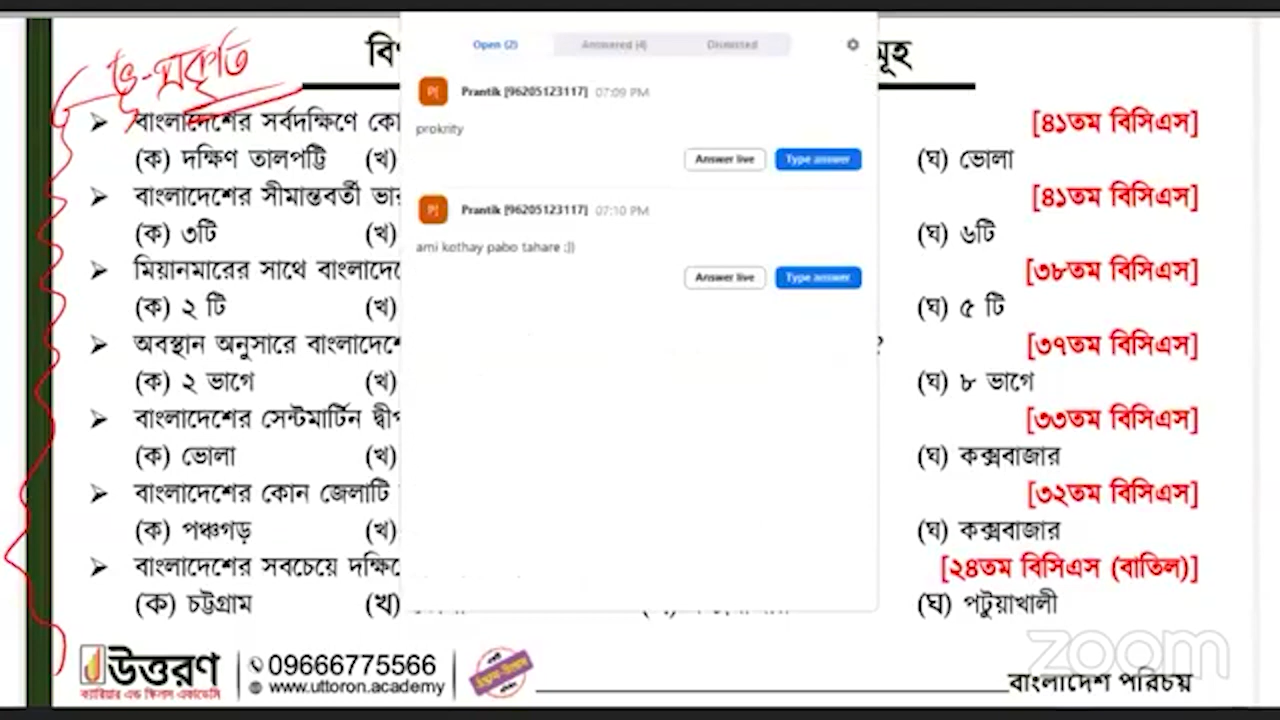 ভূ-প্রকৃতি
➢ বাংলাদেশের সর্বদক্ষিণে [৪১তম বিসিএস]
(ক) দক্ষিণ তালপট্টি (খ) (ঘ) ভোলা
➢ বাংলাদেশের সীমান্তবর্তী [৪১তম বিসিএস]
(ক) ৩টি (খ) (ঘ) ৬টি
➢ মিয়ানমারের সাথে [৩৮তম বিসিএস]
(ক) ২ টি (খ) (ঘ) ৫ টি
➢ অবস্থান অনুসারে ? [৩৭তম বিসিএস]
(ক) ২ ভাগে (খ) (ঘ) ৮ ভাগে
➢ বাংলাদেশের সেন্টমার্টিন [৩৩তম বিসিএস]
(ক) ভোলা (খ) (ঘ) কক্সবাজার
➢ বাংলাদেশের কোন জেলাটি [৩২তম বিসিএস]
(ক) পঞ্চগড় (খ) (ঘ) কক্সবাজার
➢ বাংলাদেশের সবচেয়ে [২৪তম বিসিএস (বাতিল)]
(ক) চট্টগ্রাম (খ) (ঘ) পটুয়াখালী
Open (2) Answered (4) Dismissed
P[ Prantik [96205123117] 07:09 PM
prokrity
Answer live Type answer
P[ Prantik [96205123117] 07:10 PM
ami kothay pabo tahare :))
Answer live Type answer
উত্তরণ
ক্যারিয়ার এন্ড স্কিলস একাডেমি
09666775566
www.uttoron.academy
zoom
বাংলাদেশ পরিচয়